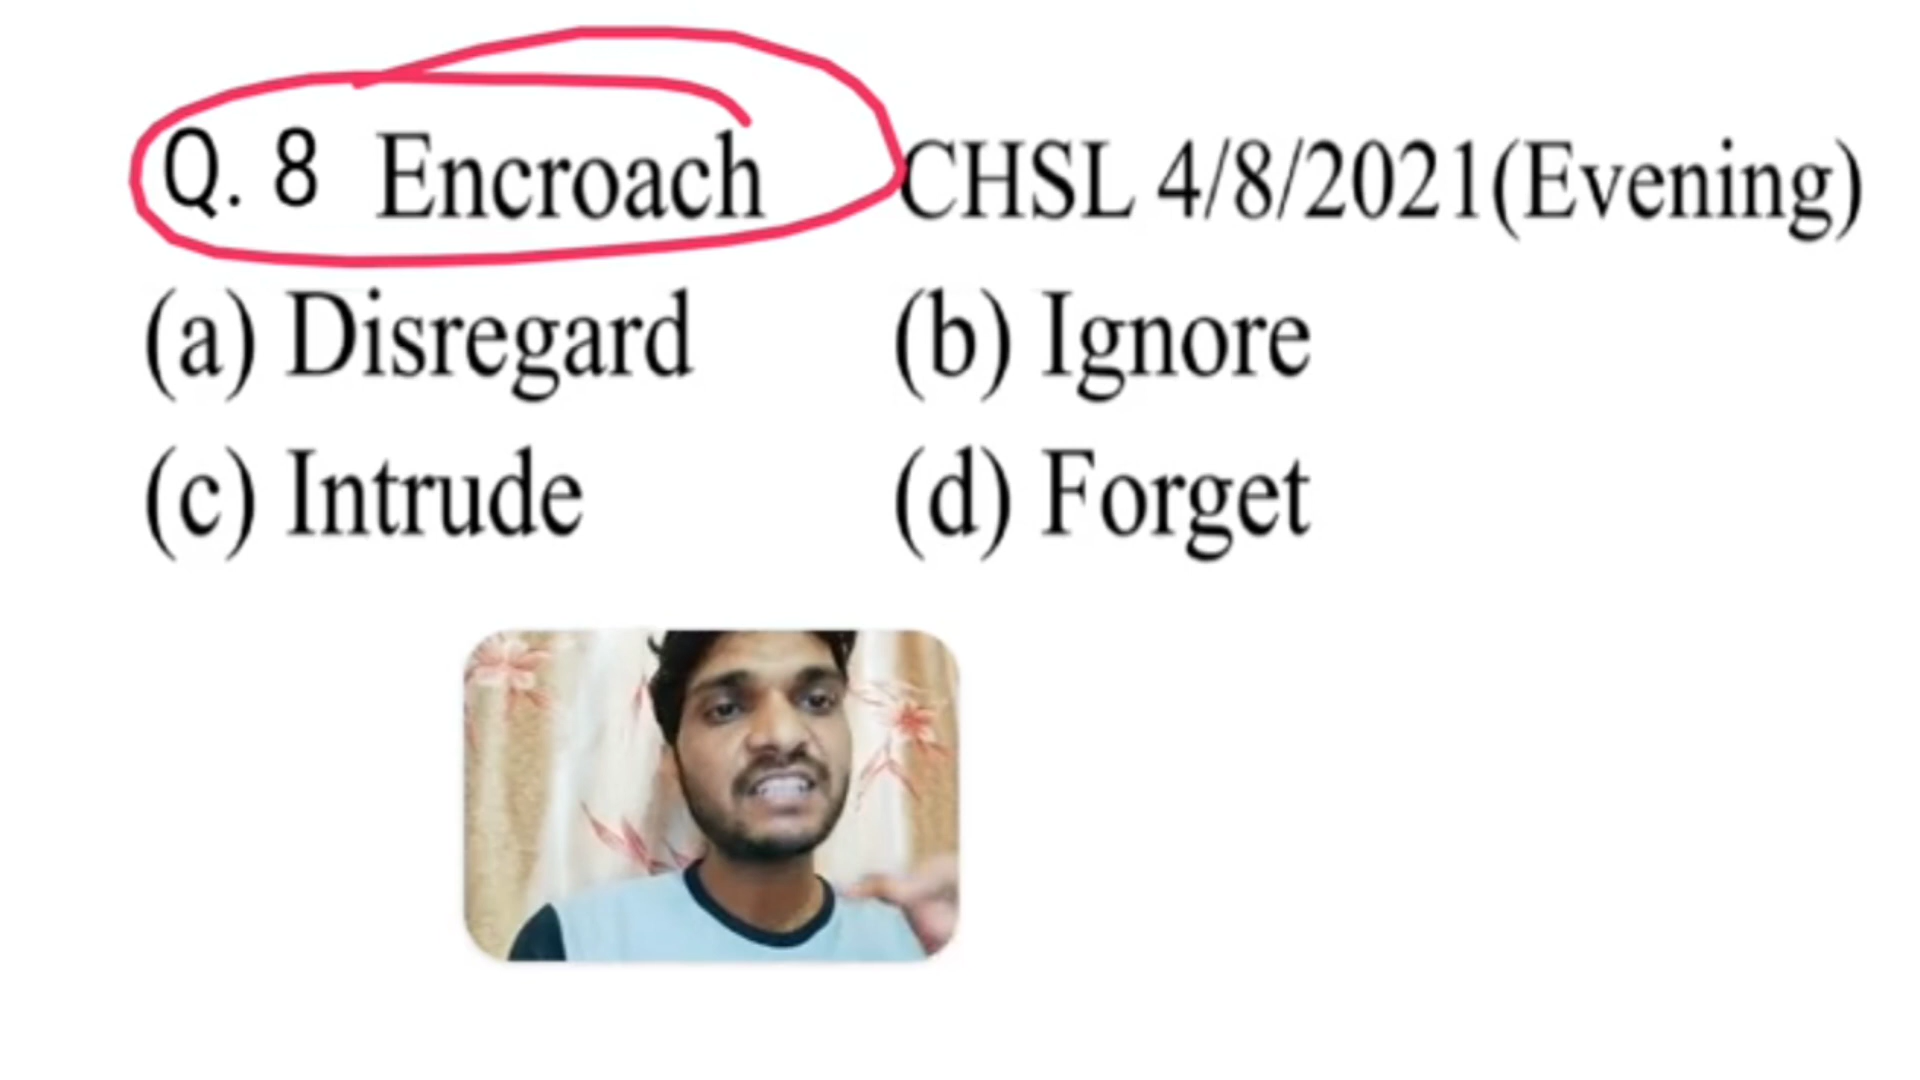 Q. 8 Encroach CHSL 4/8/2021(Evening)
(a) Disregard (b) Ignore
(c) Intrude (d) Forget